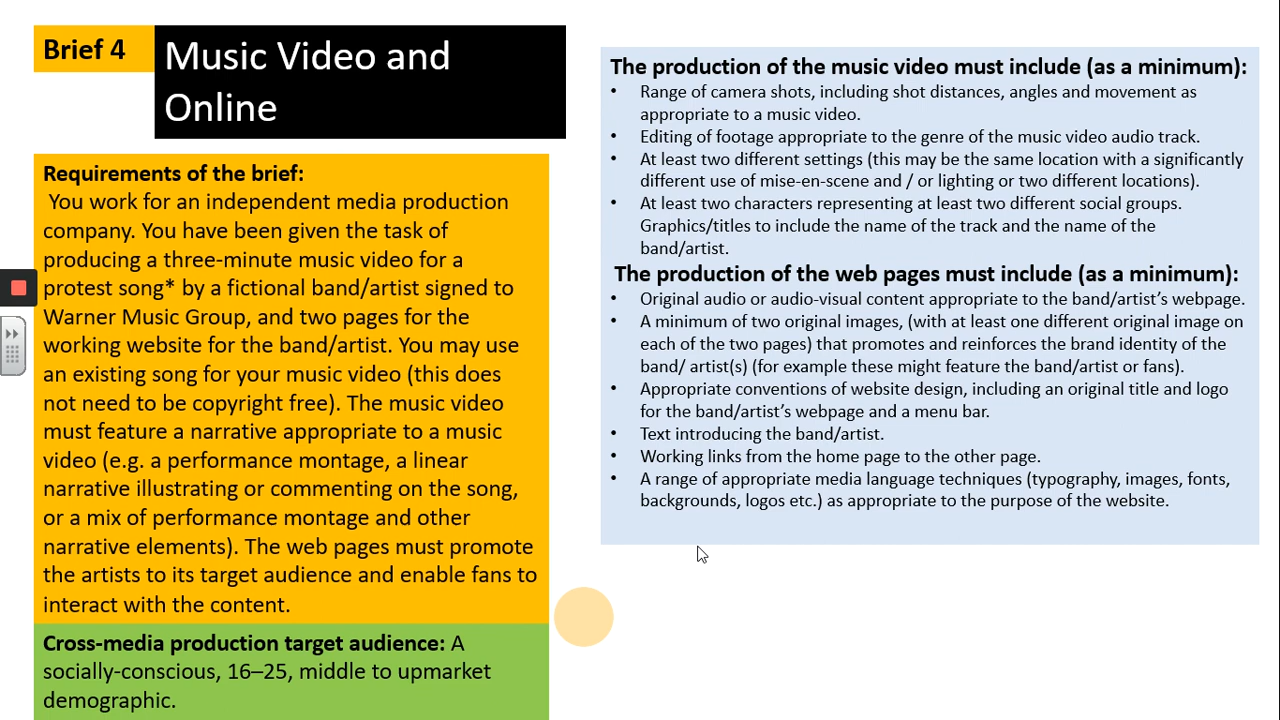 Brief 4
Music Video and
Online
Requirements of the brief:
You work for an independent media production
company. You have been given the task of
producing a three-minute music video for a
protest song* by a fictional band/artist signed to
Warner Music Group, and two pages for the
working website for the band/artist. You may use
an existing song for your music video (this does
not need to be copyright free). The music video
must feature a narrative appropriate to a music
video (e.g. a performance montage, a linear
narrative illustrating or commenting on the song,
or a mix of performance montage and other
narrative elements). The web pages must promote
the artists to its target audience and enable fans to
interact with the content.
Cross-media production target audience: A
socially-conscious, 16–25, middle to upmarket
demographic.
The production of the music video must include (as a minimum):
• Range of camera shots, including shot distances, angles and movement as
appropriate to a music video.
• Editing of footage appropriate to the genre of the music video audio track.
• At least two different settings (this may be the same location with a significantly
different use of mise-en-scene and / or lighting or two different locations).
• At least two characters representing at least two different social groups.
Graphics/titles to include the name of the track and the name of the
band/artist.
The production of the web pages must include (as a minimum):
• Original audio or audio-visual content appropriate to the band/artist's webpage.
• A minimum of two original images, (with at least one different original image on
each of the two pages) that promotes and reinforces the brand identity of the
band/ artist(s) (for example these might feature the band/artist or fans).
• Appropriate conventions of website design, including an original title and logo
for the band/artist's webpage and a menu bar.
• Text introducing the band/artist.
• Working links from the home page to the other page.
• A range of appropriate media language techniques (typography, images, fonts,
backgrounds, logos etc.) as appropriate to the purpose of the website.